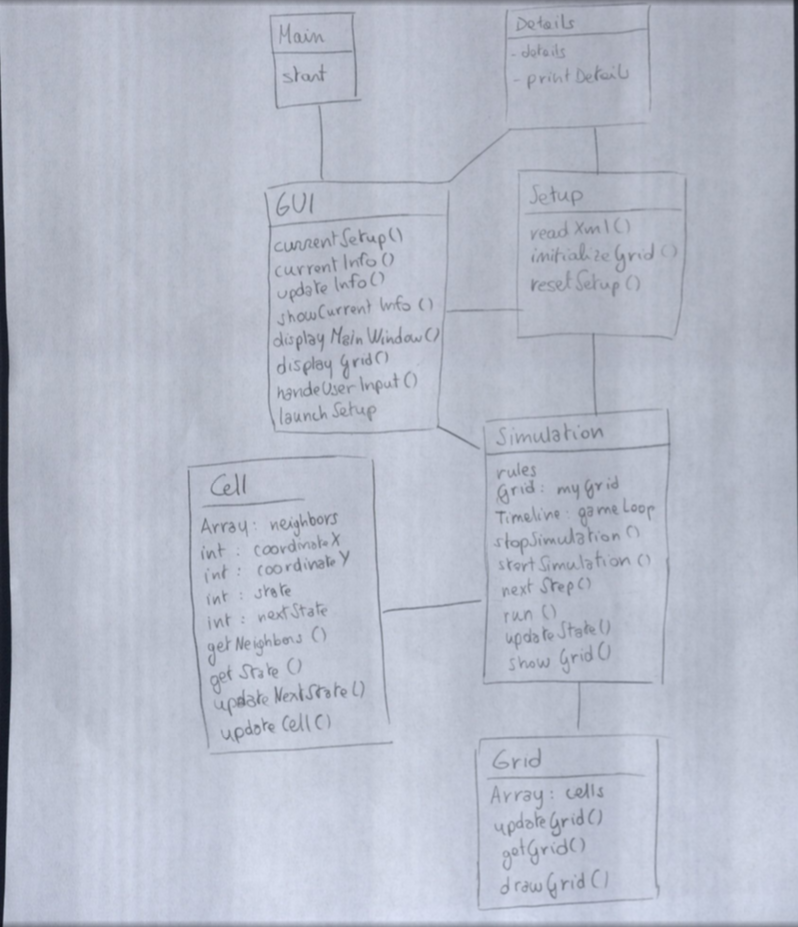 Main
start
Details
- details
- printDetails
GUI
currentSetup()
currentInfo()
updateInfo()
showCurrentInfo()
displayMainWindow()
displayGrid()
handeUserInput()
launchSetup
Setup
readXml()
initializeGrid()
resetSetup()
Simulation
rules
Grid: myGrid
Timeline: gameLoop
stopSimulation()
startSimulation()
nextStep()
run()
updateState()
showGrid()
Cell
Array: neighbors
int : coordinateX
int : coordinateY
int : state
int : nextState
getNeighbors()
getState()
updateNextState()
updateCell()
Grid
Array: cells
updateGrid()
getGrid()
drawGrid()